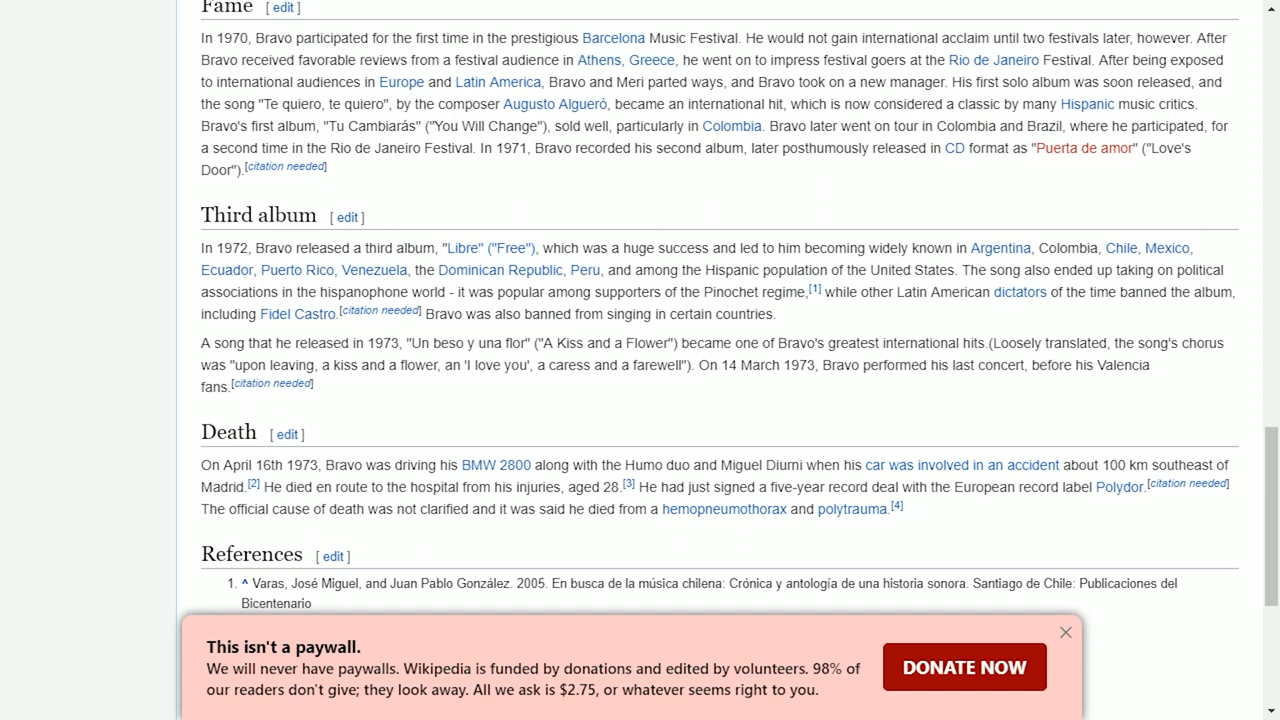 Fame [ edit ]
In 1970, Bravo participated for the first time in the prestigious Barcelona Music Festival. He would not gain international acclaim until two festivals later, however. After
Bravo received favorable reviews from a festival audience in Athens, Greece, he went on to impress festival goers at the Rio de Janeiro Festival. After being exposed
to international audiences in Europe and Latin America, Bravo and Meri parted ways, and Bravo took on a new manager. His first solo album was soon released, and
the song "Te quiero, te quiero", by the composer Augusto Algueró, became an international hit, which is now considered a classic by many Hispanic music critics.
Bravo's first album, "Tu Cambiarás" ("You Will Change"), sold well, particularly in Colombia. Bravo later went on tour in Colombia and Brazil, where he participated, for
a second time in the Rio de Janeiro Festival. In 1971, Bravo recorded his second album, later posthumously released in CD format as "Puerta de amor" ("Love's
Door").[citation needed]
Third album [ edit ]
In 1972, Bravo released a third album, "Libre" ("Free"), which was a huge success and led to him becoming widely known in Argentina, Colombia, Chile, Mexico,
Ecuador, Puerto Rico, Venezuela, the Dominican Republic, Peru, and among the Hispanic population of the United States. The song also ended up taking on political
associations in the hispanophone world - it was popular among supporters of the Pinochet regime,[1] while other Latin American dictators of the time banned the album,
including Fidel Castro.[citation needed] Bravo was also banned from singing in certain countries.
A song that he released in 1973, "Un beso y una flor" ("A Kiss and a Flower") became one of Bravo's greatest international hits.(Loosely translated, the song's chorus
was "upon leaving, a kiss and a flower, an 'I love you', a caress and a farewell"). On 14 March 1973, Bravo performed his last concert, before his Valencia
fans.[citation needed]
Death [ edit ]
On April 16th 1973, Bravo was driving his BMW 2800 along with the Humo duo and Miguel Diurni when his car was involved in an accident about 100 km southeast of
Madrid.[2] He died en route to the hospital from his injuries, aged 28.[3] He had just signed a five-year record deal with the European record label Polydor.[citation needed]
The official cause of death was not clarified and it was said he died from a hemopneumothorax and polytrauma.[4]
References [ edit ]
1. ^ Varas, José Miguel, and Juan Pablo González. 2005. En busca de la música chilena: Crónica y antología de una historia sonora. Santiago de Chile: Publicaciones del
Bicentenario
This isn't a paywall.
We will never have paywalls. Wikipedia is funded by donations and edited by volunteers. 98% of
our readers don't give; they look away. All we ask is $2.75, or whatever seems right to you.
DONATE NOW